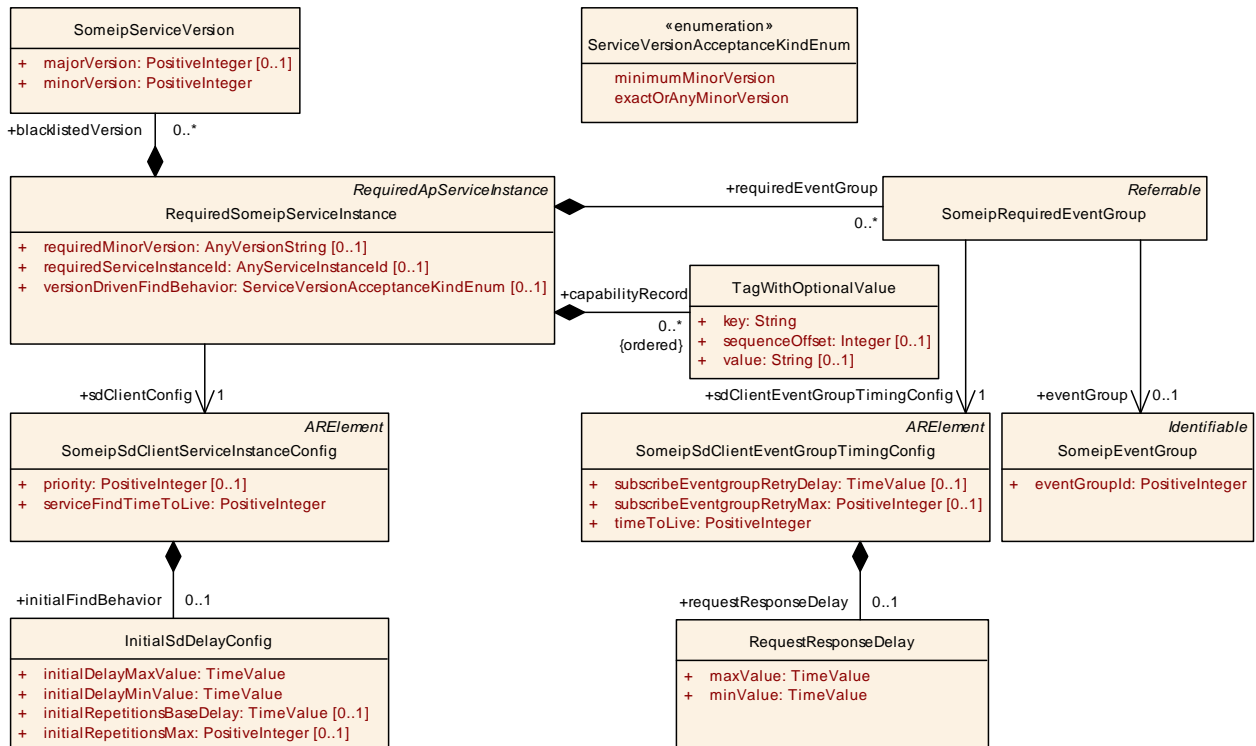 SomeipServiceVersion
+ majorVersion: PositiveInteger [0..1]
+ minorVersion: PositiveInteger
«enumeration»
ServiceVersionAcceptanceKindEnum
minimumMinorVersion
exactOrAnyMinorVersion
+blacklistedVersion 0..*
RequiredApServiceInstance
RequiredSomeipServiceInstance
+ requiredMinorVersion: AnyVersionString [0..1]
+ requiredServiceInstanceId: AnyServiceInstanceId [0..1]
+ versionDrivenFindBehavior: ServiceVersionAcceptanceKindEnum [0..1]
+requiredEventGroup
0..*
Referrable
SomeipRequiredEventGroup
+capabilityRecord
0..*
{ordered}
TagWithOptionalValue
+ key: String
+ sequenceOffset: Integer [0..1]
+ value: String [0..1]
+sdClientConfig 1
+sdClientEventGroupTimingConfig 1
+eventGroup 0..1
ARElement
SomeipSdClientServiceInstanceConfig
+ priority: PositiveInteger [0..1]
+ serviceFindTimeToLive: PositiveInteger
ARElement
SomeipSdClientEventGroupTimingConfig
+ subscribeEventgroupRetryDelay: TimeValue [0..1]
+ subscribeEventgroupRetryMax: PositiveInteger [0..1]
+ timeToLive: PositiveInteger
Identifiable
SomeipEventGroup
+ eventGroupId: PositiveInteger
+initialFindBehavior 0..1
+requestResponseDelay 0..1
InitialSdDelayConfig
+ initialDelayMaxValue: TimeValue
+ initialDelayMinValue: TimeValue
+ initialRepetitionsBaseDelay: TimeValue [0..1]
+ initialRepetitionsMax: PositiveInteger [0..1]
RequestResponseDelay
+ maxValue: TimeValue
+ minValue: TimeValue